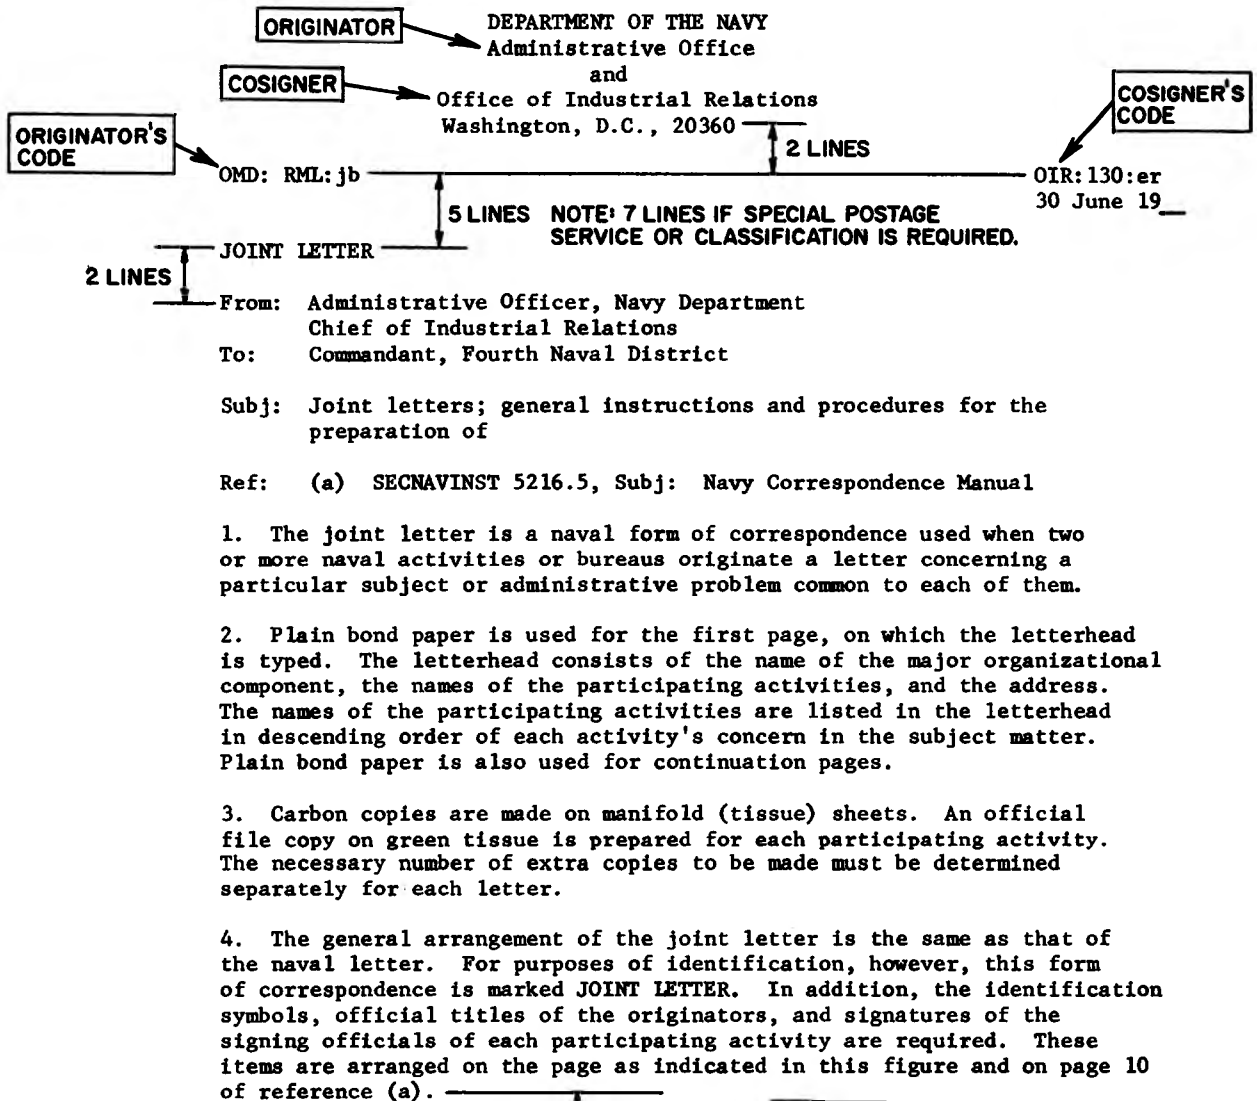 ORIGINATOR
DEPARTMENT OF THE NAVY
Administrative Office
and
COSIGNER
Office of Industrial Relations
Washington, D.C., 20360
COSIGNER'S
CODE
ORIGINATOR'S
CODE
2 LINES
OMD: RML:jb
OIR:130:er
30 June 19__
5 LINES NOTE: 7 LINES IF SPECIAL POSTAGE
SERVICE OR CLASSIFICATION IS REQUIRED.
JOINT LETTER
2 LINES
From: Administrative Officer, Navy Department
Chief of Industrial Relations
To: Commandant, Fourth Naval District
Subj: Joint letters; general instructions and procedures for the
preparation of
Ref: (a) SECNAVINST 5216.5, Subj: Navy Correspondence Manual
1. The joint letter is a naval form of correspondence used when two
or more naval activities or bureaus originate a letter concerning a
particular subject or administrative problem common to each of them.
2. Plain bond paper is used for the first page, on which the letterhead
is typed. The letterhead consists of the name of the major organizational
component, the names of the participating activities, and the address.
The names of the participating activities are listed in the letterhead
in descending order of each activity's concern in the subject matter.
Plain bond paper is also used for continuation pages.
3. Carbon copies are made on manifold (tissue) sheets. An official
file copy on green tissue is prepared for each participating activity.
The necessary number of extra copies to be made must be determined
separately for each letter.
4. The general arrangement of the joint letter is the same as that of
the naval letter. For purposes of identification, however, this form
of correspondence is marked JOINT LETTER. In addition, the identification
symbols, official titles of the originators, and signatures of the
signing officials of each participating activity are required. These
items are arranged on the page as indicated in this figure and on page 10
of reference (a).